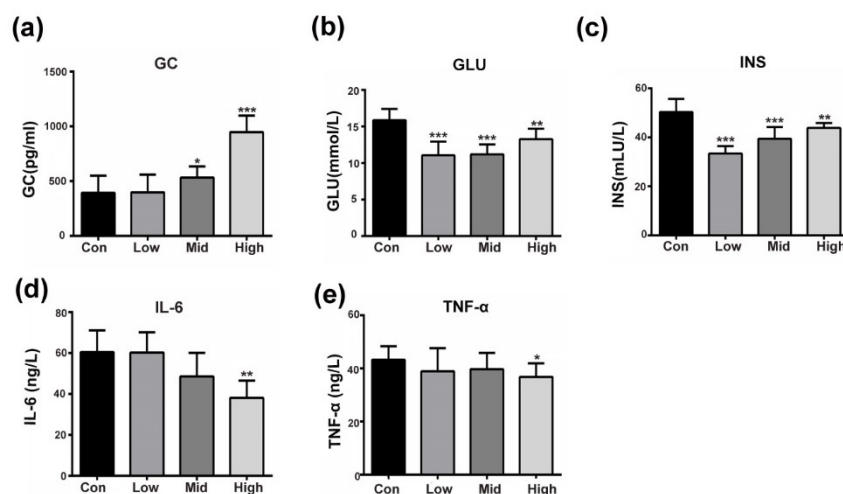 (a)
GC
GC(pg/ml)
1500
1000
500
0
*
***
Con Low Mid High
(b)
GLU
GLU(mmol/L)
20
15
10
5
0
***
***
**
Con Low Mid High
(c)
INS
INS(mLU/L)
60
40
20
0
***
***
**
Con Low Mid High
(d)
IL-6
IL-6 (ng/L)
80
60
40
20
0
**
Con Low Mid High
(e)
TNF-α
TNF-α (ng/L)
60
40
20
0
*
Con Low Mid High